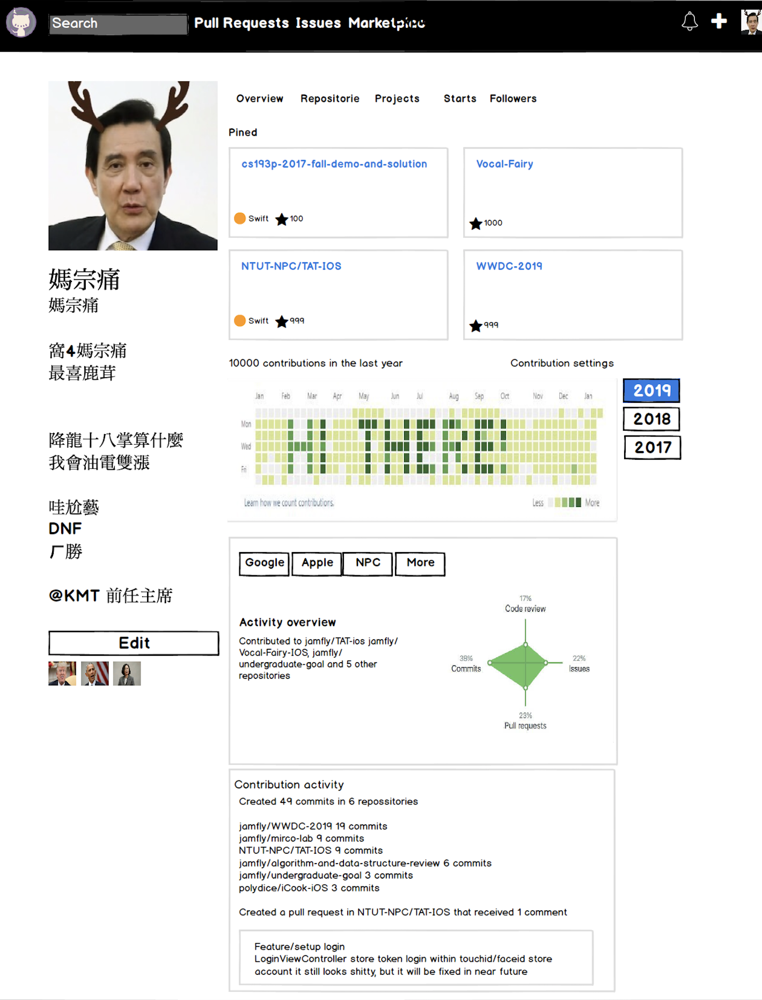 Search
Pull Requests Issues Marketplace
Overview Repositorie Projects Starts Followers
媽宗痛
媽宗痛
窩4媽宗痛
最喜鹿茸
降龍十八掌算什麼
我會油電雙漲
哇尬藝
DNF
ㄏ勝
@KMT 前任主席
Edit
Pined
cs193p-2017-fall-demo-and-solution
Swift 100
Vocal-Fairy
1000
NTUT-NPC/TAT-IOS
Swift 999
WWDC-2019
999
10000 contributions in the last year
Contribution settings
2019
2018
2017
Jan Feb Mar Apr May Jun Jul Aug Sep Oct Nov Dec Jan
Mon
Wed
Fri
HI THERE!
Learn how we count contributions.
Less More
Google Apple NPC More
Activity overview
Contributed to jamfly/TAT-ios jamfly/
Vocal-Fairy-IOS, jamfly/
undergraduate-goal and 5 other
repositories
17%
Code review
38%
Commits
22%
Issues
23%
Pull requests
Contribution activity
Created 49 commits in 6 repossitories
jamfly/WWDC-2019 19 commits
jamfly/mirco-lab 9 commits
NTUT-NPC/TAT-IOS 9 commits
jamfly/algorithm-and-data-structure-review 6 commits
jamfly/undergraduate-goal 3 commits
polydice/iCook-iOS 3 commits
Created a pull request in NTUT-NPC/TAT-IOS that received 1 comment
Feature/setup login
LoginViewController store token login within touchid/faceid store
account it still looks shitty, but it will be fixed in near future